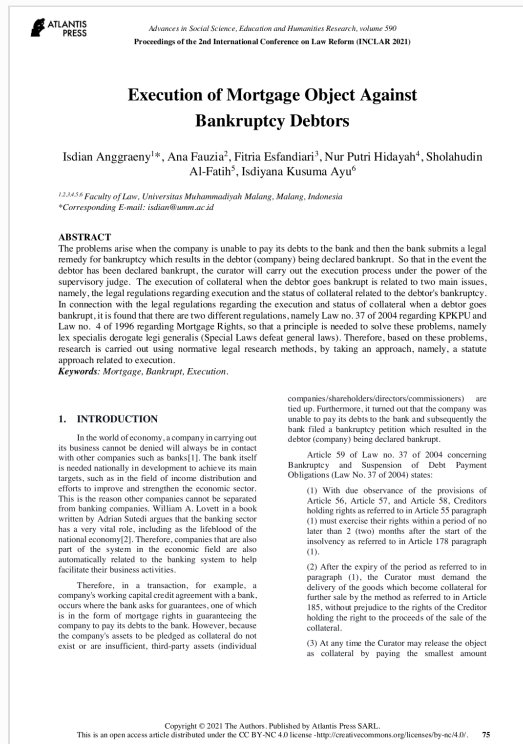 ATLANTIS
PRESS
Advances in Social Science, Education and Humanities Research, volume 590
Proceedings of the 2nd International Conference on Law Reform (INCLAR 2021)
Execution of Mortgage Object Against
Bankruptcy Debtors
Isdian Anggraeny1*, Ana Fauzia2, Fitria Esfandiari3, Nur Putri Hidayah4, Sholahudin
Al-Fatih5, Isdiyana Kusuma Ayu6
1,2,3,4,5,6 Faculty of Law, Universitas Muhammadiyah Malang, Malang, Indonesia
*Corresponding E-mail: isdian@umm.ac.id
ABSTRACT
The problems arise when the company is unable to pay its debts to the bank and then the bank submits a legal
remedy for bankruptcy which results in the debtor (company) being declared bankrupt. So that in the event the
debtor has been declared bankrupt, the curator will carry out the execution process under the power of the
supervisory judge. The execution of collateral when the debtor goes bankrupt is related to two main issues,
namely, the legal regulations regarding execution and the status of collateral related to the debtor's bankruptcy.
In connection with the legal regulations regarding the execution and status of collateral when a debtor goes
bankrupt, it is found that there are two different regulations, namely Law no. 37 of 2004 regarding KPKPU and
Law no. 4 of 1996 regarding Mortgage Rights, so that a principle is needed to solve these problems, namely
lex specialis derogate legi generalis (Special Laws defeat general laws). Therefore, based on these problems,
research is carried out using normative legal research methods, by taking an approach, namely, a statute
approach related to execution.
Keywords: Mortgage, Bankrupt, Execution.
1. INTRODUCTION
In the world of economy, a company in carrying out
its business cannot be denied will always be in contact
with other companies such as banks[1]. The bank itself
is needed nationally in development to achieve its main
targets, such as in the field of income distribution and
efforts to improve and strengthen the economic sector.
This is the reason other companies cannot be separated
from banking companies. William A. Lovett in a book
written by Adrian Sutedi argues that the banking sector
has a very vital role, including as the lifeblood of the
national economy[2]. Therefore, companies that are also
part of the system in the economic field are also
automatically related to the banking system to help
facilitate their business activities.
Therefore, in a transaction, for example, a
company's working capital credit agreement with a bank,
occurs where the bank asks for guarantees, one of which
is in the form of mortgage rights in guaranteeing the
company to pay its debts to the bank. However, because
the company's assets to be pledged as collateral do not
exist or are insufficient, third-party assets (individual
companies/shareholders/directors/commissioners) are
tied up. Furthermore, it turned out that the company was
unable to pay its debts to the bank and subsequently the
bank filed a bankruptcy petition which resulted in the
debtor (company) being declared bankrupt.
Article 59 of Law no. 37 of 2004 concerning
Bankruptcy and Suspension of Debt Payment
Obligations (Law No. 37 of 2004) states:
(1) With due observance of the provisions of
Article 56, Article 57, and Article 58, Creditors
holding rights as referred to in Article 55 paragraph
(1) must exercise their rights within a period of no
later than 2 (two) months after the start of the
insolvency as referred to in Article 178 paragraph
(1).
(2) After the expiry of the period as referred to in
paragraph (1), the Curator must demand the
delivery of the goods which become collateral for
further sale by the method as referred to in Article
185, without prejudice to the rights of the Creditor
holding the right to the proceeds of the sale of the
collateral.
(3) At any time the Curator may release the object
as collateral by paying the smallest amount
Copyright © 2021 The Authors. Published by Atlantis Press SARL.
This is an open access article distributed under the CC BY-NC 4.0 license -http://creativecommons.org/licenses/by-nc/4.0/. 75